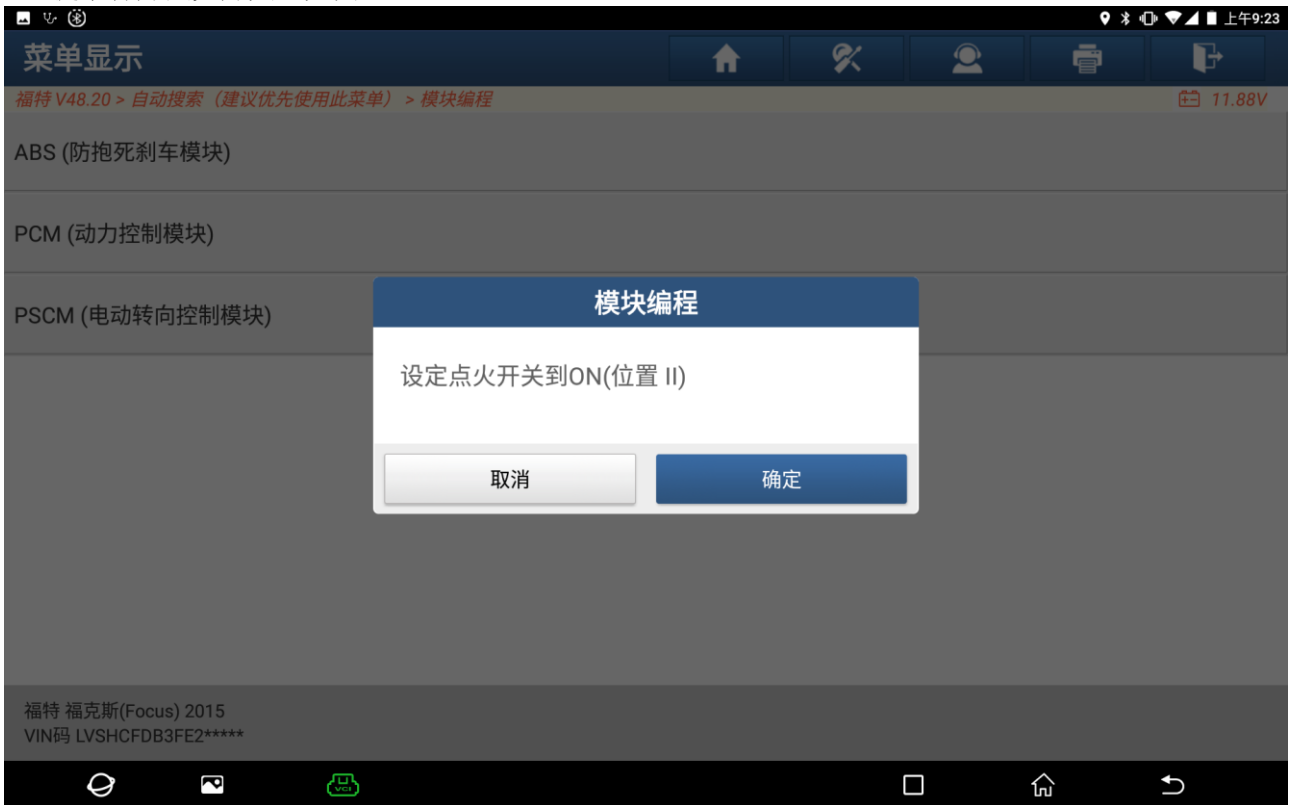 上午9:23
菜单显示
福特 V48.20 > 自动搜索（建议优先使用此菜单） > 模块编程
11.88V
ABS (防抱死刹车模块)
PCM (动力控制模块)
PSCM (电动转向控制模块)
模块编程
设定点火开关到ON(位置 II)
取消
确定
福特 福克斯(Focus) 2015
VIN码 LVSHCFDB3FE2*****
VCI